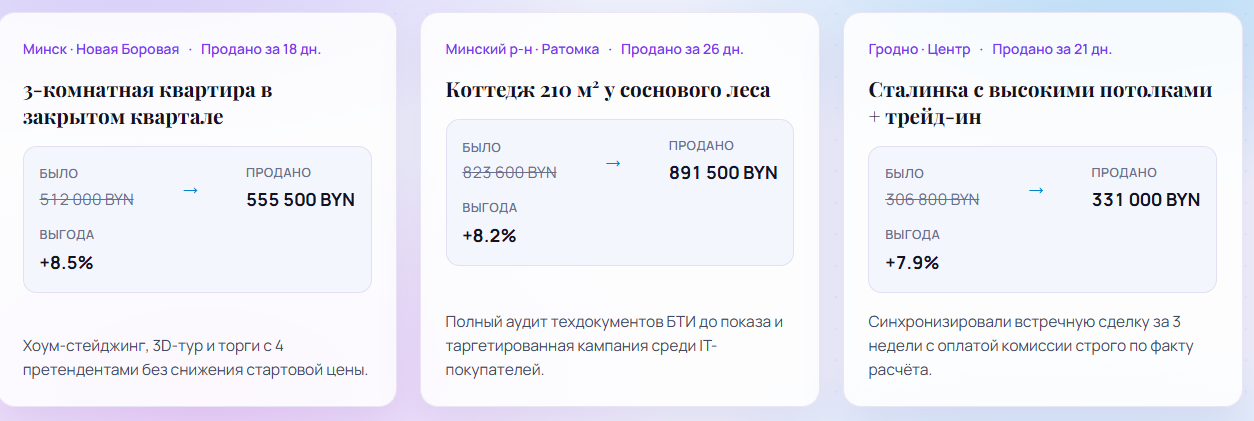 Минск · Новая Боровая · Продано за 18 дн.
3-комнатная квартира в
закрытом квартале
БЫЛО
512 000 BYN
→
ПРОДАНО
555 500 BYN
ВЫГОДА
+8.5%
Хоум-стейджинг, 3D-тур и торги с 4
претендентами без снижения стартовой цены.
Минский р-н · Ратомка · Продано за 26 дн.
Коттедж 210 м² у соснового леса
БЫЛО
823 600 BYN
→
ПРОДАНО
891 500 BYN
ВЫГОДА
+8.2%
Полный аудит техдокументов БТИ до показа и
таргетированная кампания среди IT-
покупателей.
Гродно · Центр · Продано за 21 дн.
Сталинка с высокими потолками
+ трейд-ин
БЫЛО
306 800 BYN
→
ПРОДАНО
331 000 BYN
ВЫГОДА
+7.9%
Синхронизировали встречную сделку за 3
недели с оплатой комиссии строго по факту
расчёта.